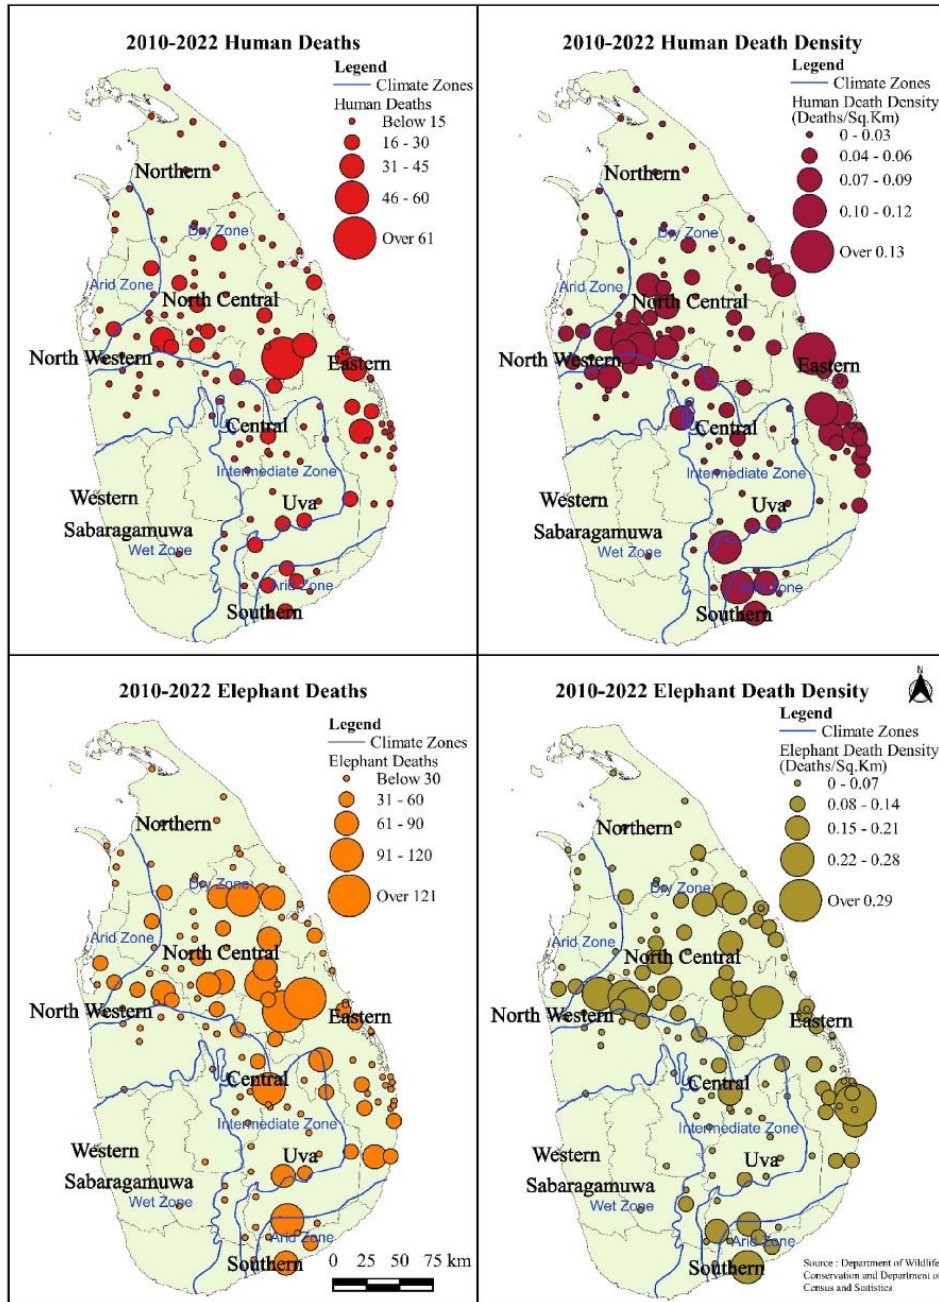 2010-2022 Human Deaths
Legend
Climate Zones
Human Deaths
Below 15
16 - 30
31 - 45
46 - 60
Over 61
Northern
Dry Zone
Arid Zone
North Central
North Western
Eastern
Central
Intermediate Zone
Western
Uva
Sabaragamuwa
Wet Zone
Arid Zone
Southern
2010-2022 Human Death Density
Legend
Climate Zones
Human Death Density
(Deaths/Sq.Km)
0 - 0.03
0.04 - 0.06
0.07 - 0.09
0.10 - 0.12
Over 0.13
Northern
Dry Zone
Arid Zone
North Central
North Western
Eastern
Central
Intermediate Zone
Western
Uva
Sabaragamuwa
Wet Zone
Arid Zone
Southern
2010-2022 Elephant Deaths
Legend
Climate Zones
Elephant Deaths
Below 30
31 - 60
61 - 90
91 - 120
Over 121
Northern
Dry Zone
Arid Zone
North Central
North Western
Eastern
Central
Intermediate Zone
Western
Uva
Sabaragamuwa
Wet Zone
Arid Zone
Southern
0 25 50 75 km
2010-2022 Elephant Death Density
N
Legend
Climate Zones
Elephant Death Density
(Deaths/Sq.Km)
0 - 0.07
0.08 - 0.14
0.15 - 0.21
0.22 - 0.28
Over 0.29
Northern
Dry Zone
Arid Zone
North Central
North Western
Eastern
Central
Intermediate Zone
Western
Uva
Sabaragamuwa
Wet Zone
Arid Zone
Southern
Source : Department of Wildlife
Conservation and Department of
Census and Statistics